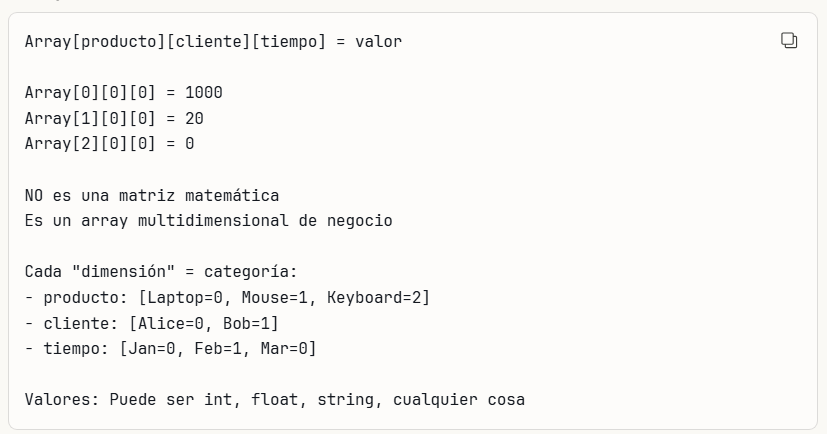 Array[producto][cliente][tiempo] = valor
Array[0][0][0] = 1000
Array[1][0][0] = 20
Array[2][0][0] = 0
NO es una matriz matemática
Es un array multidimensional de negocio
Cada "dimensión" = categoría:
- producto: [Laptop=0, Mouse=1, Keyboard=2]
- cliente: [Alice=0, Bob=1]
- tiempo: [Jan=0, Feb=1, Mar=0]
Valores: Puede ser int, float, string, cualquier cosa